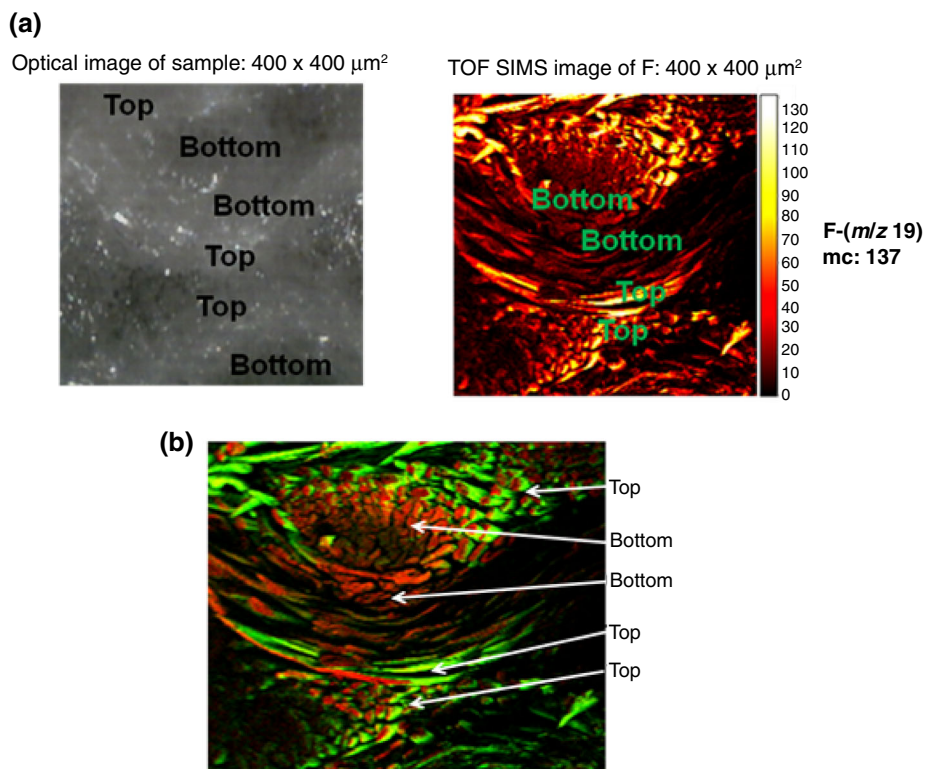 (a)
Optical image of sample: 400 x 400 μm²
TOF SIMS image of F: 400 x 400 μm²
Top
Bottom
Bottom
Top
Top
Bottom
Bottom
Bottom
Top
Top
130
120
110
100
90
80
70
60
50
40
30
20
10
0
F-(m/z 19)
mc: 137
(b)
Top
Bottom
Bottom
Top
Top